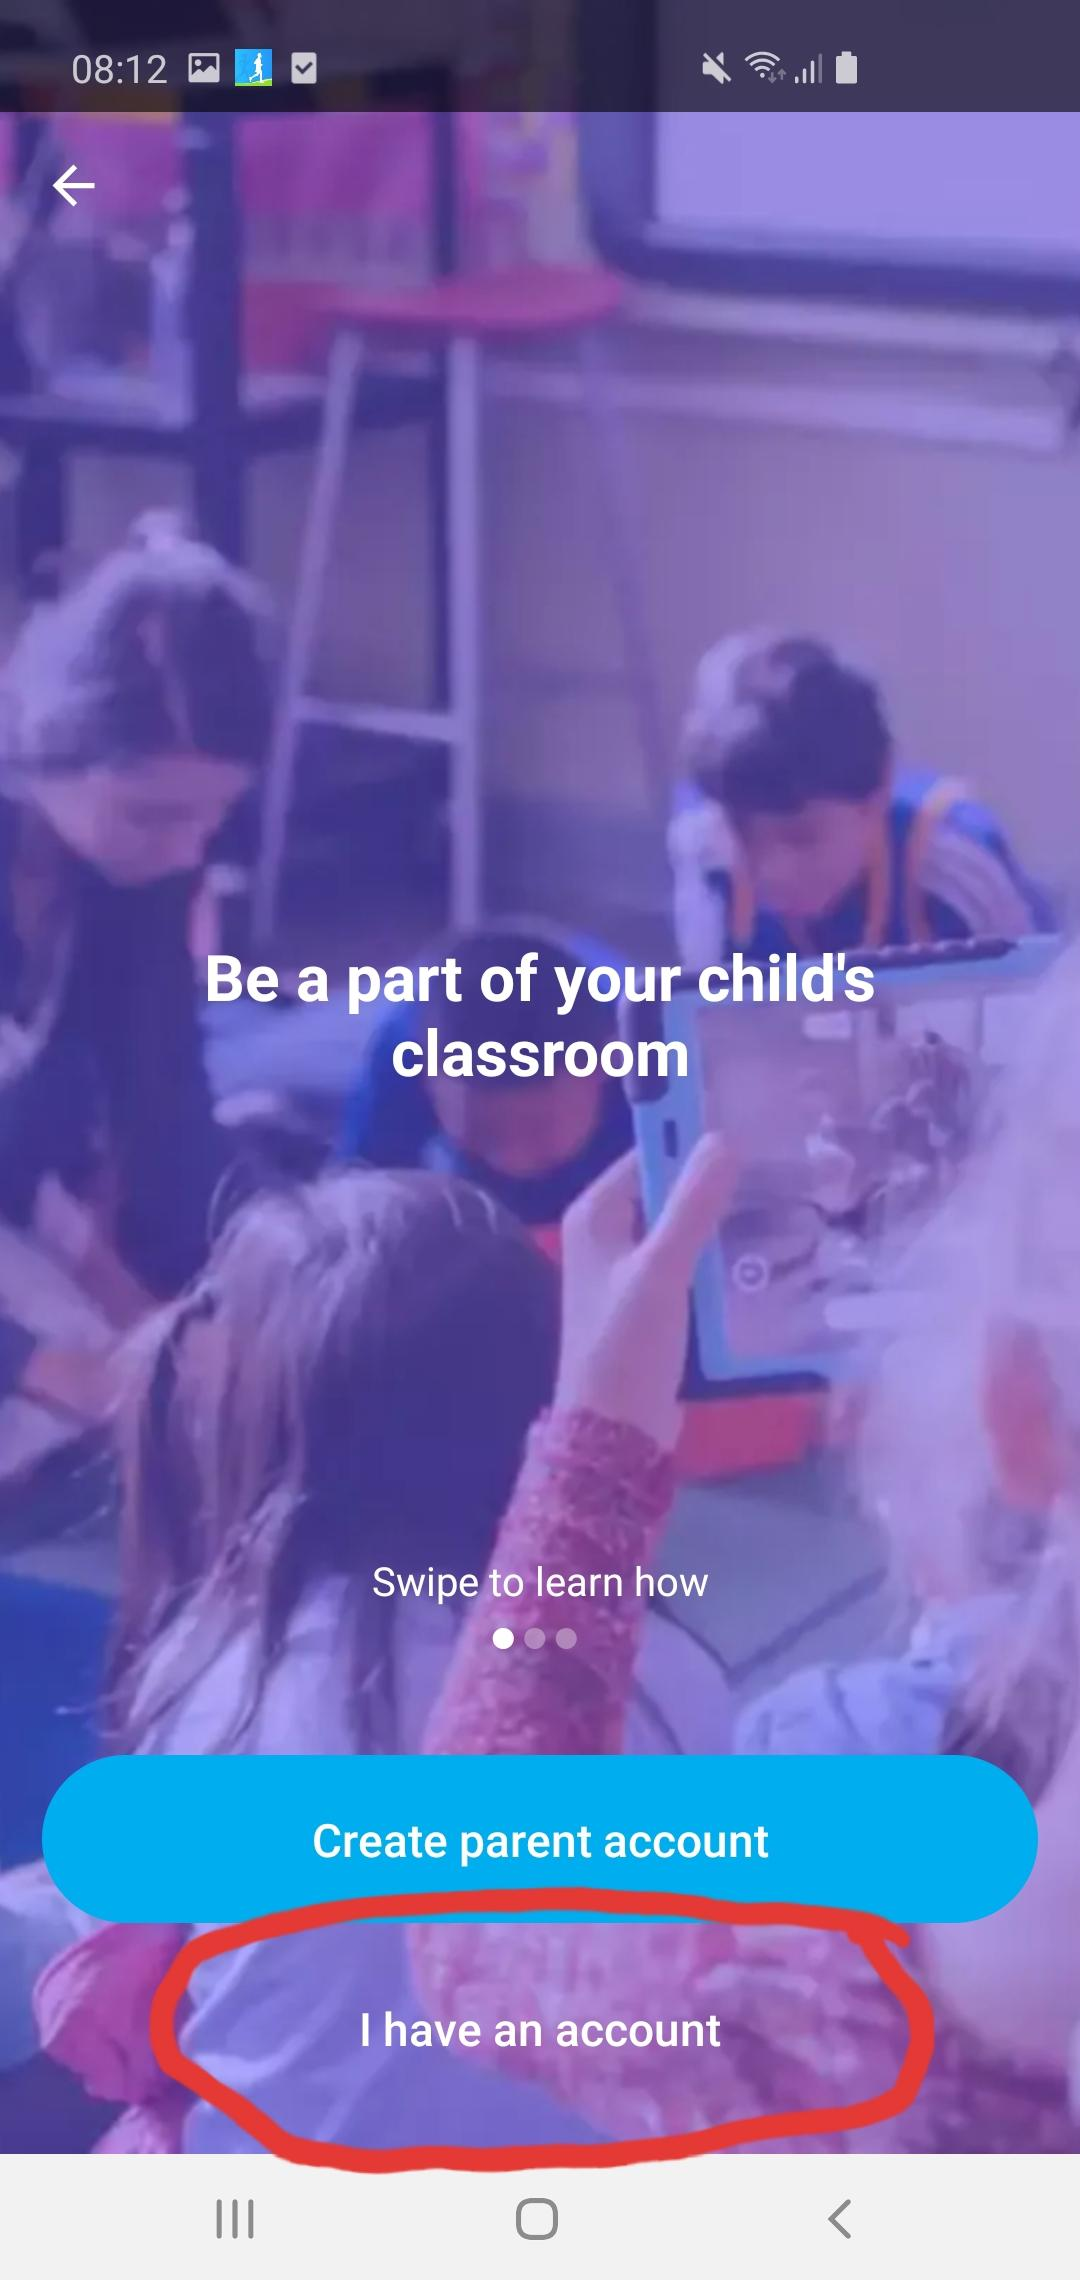 08:12
Be a part of your child's
classroom
Swipe to learn how
Create parent account
I have an account